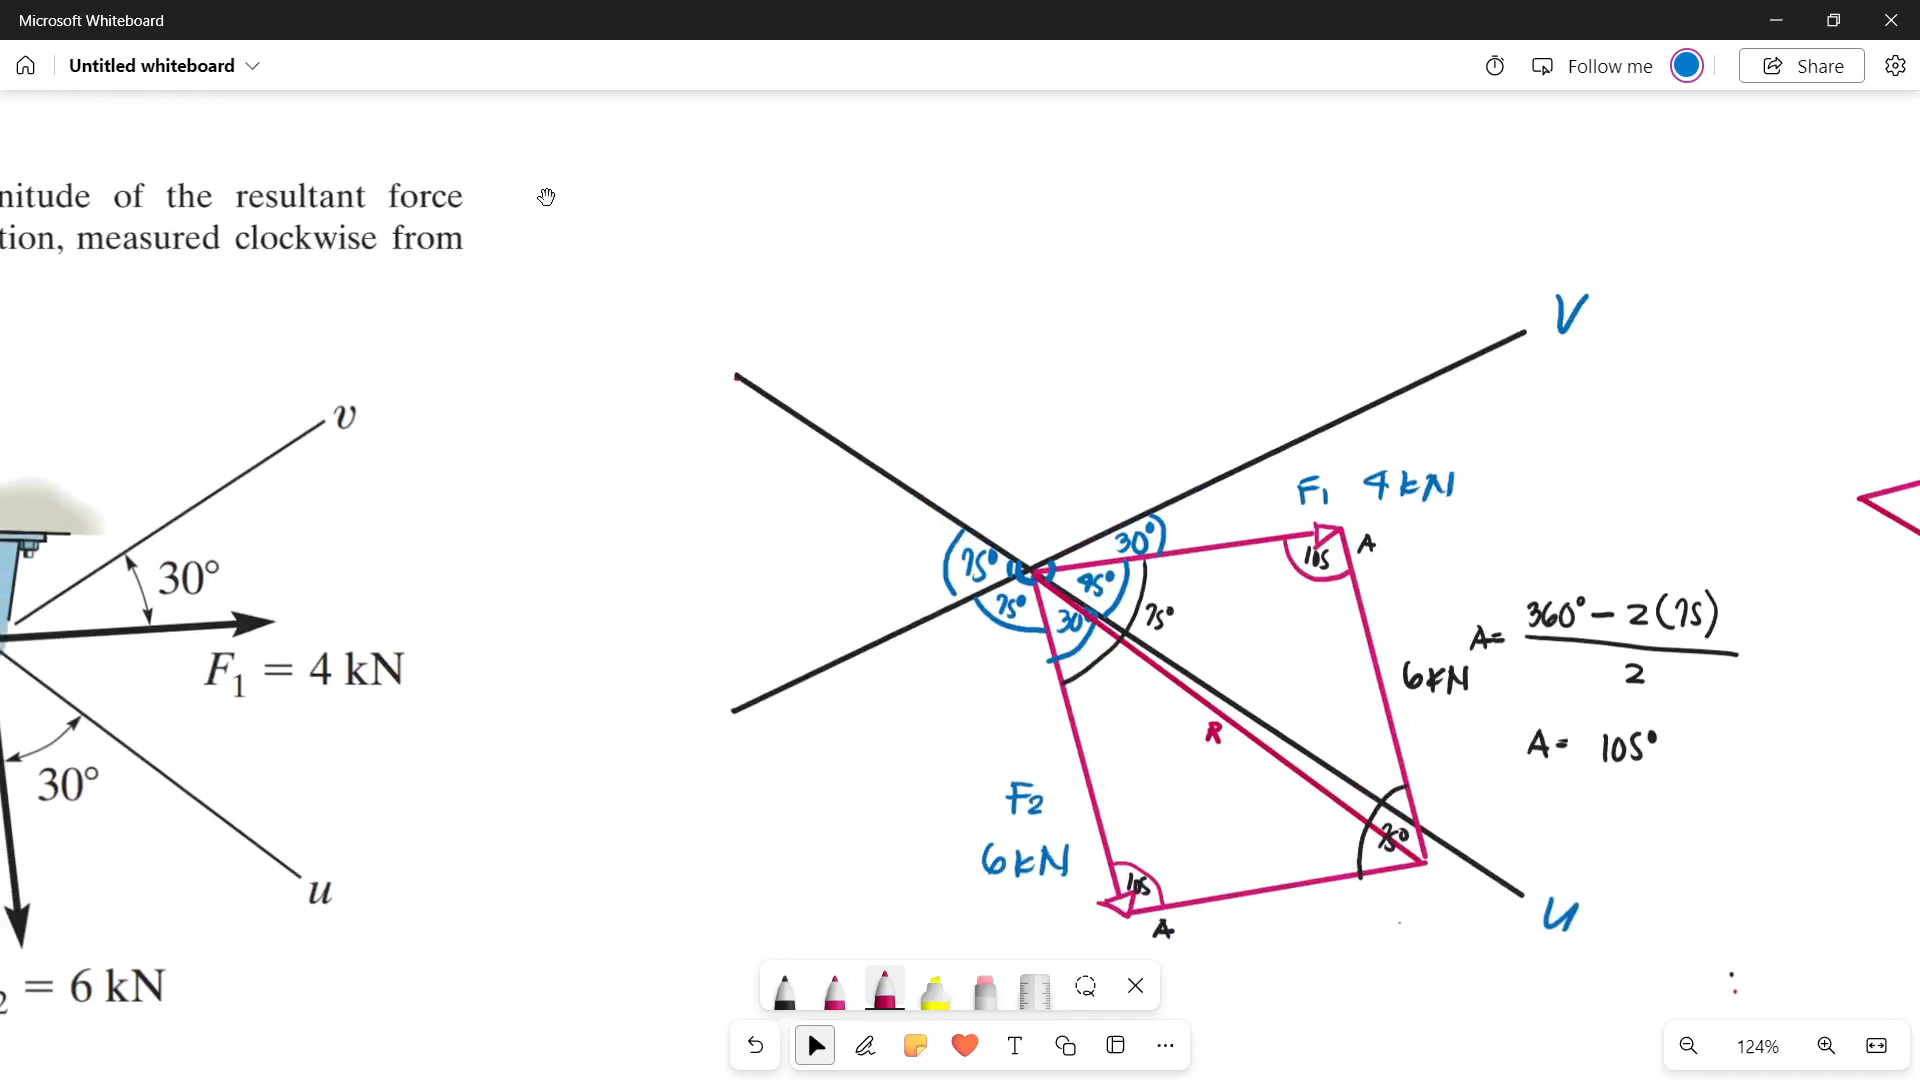 Microsoft Whiteboard
Untitled whiteboard
Follow me
Share
nitude of the resultant force
tion, measured clockwise from
v
30°
F1 = 4 kN
30°
u
2 = 6 kN
V
F1 4kN
30°
105
A
75°
45°
75°
30
75°
A= 360° - 2(75)
2
6kN
A= 105°
R
F2
6kN
75°
105
A
u
:
124%